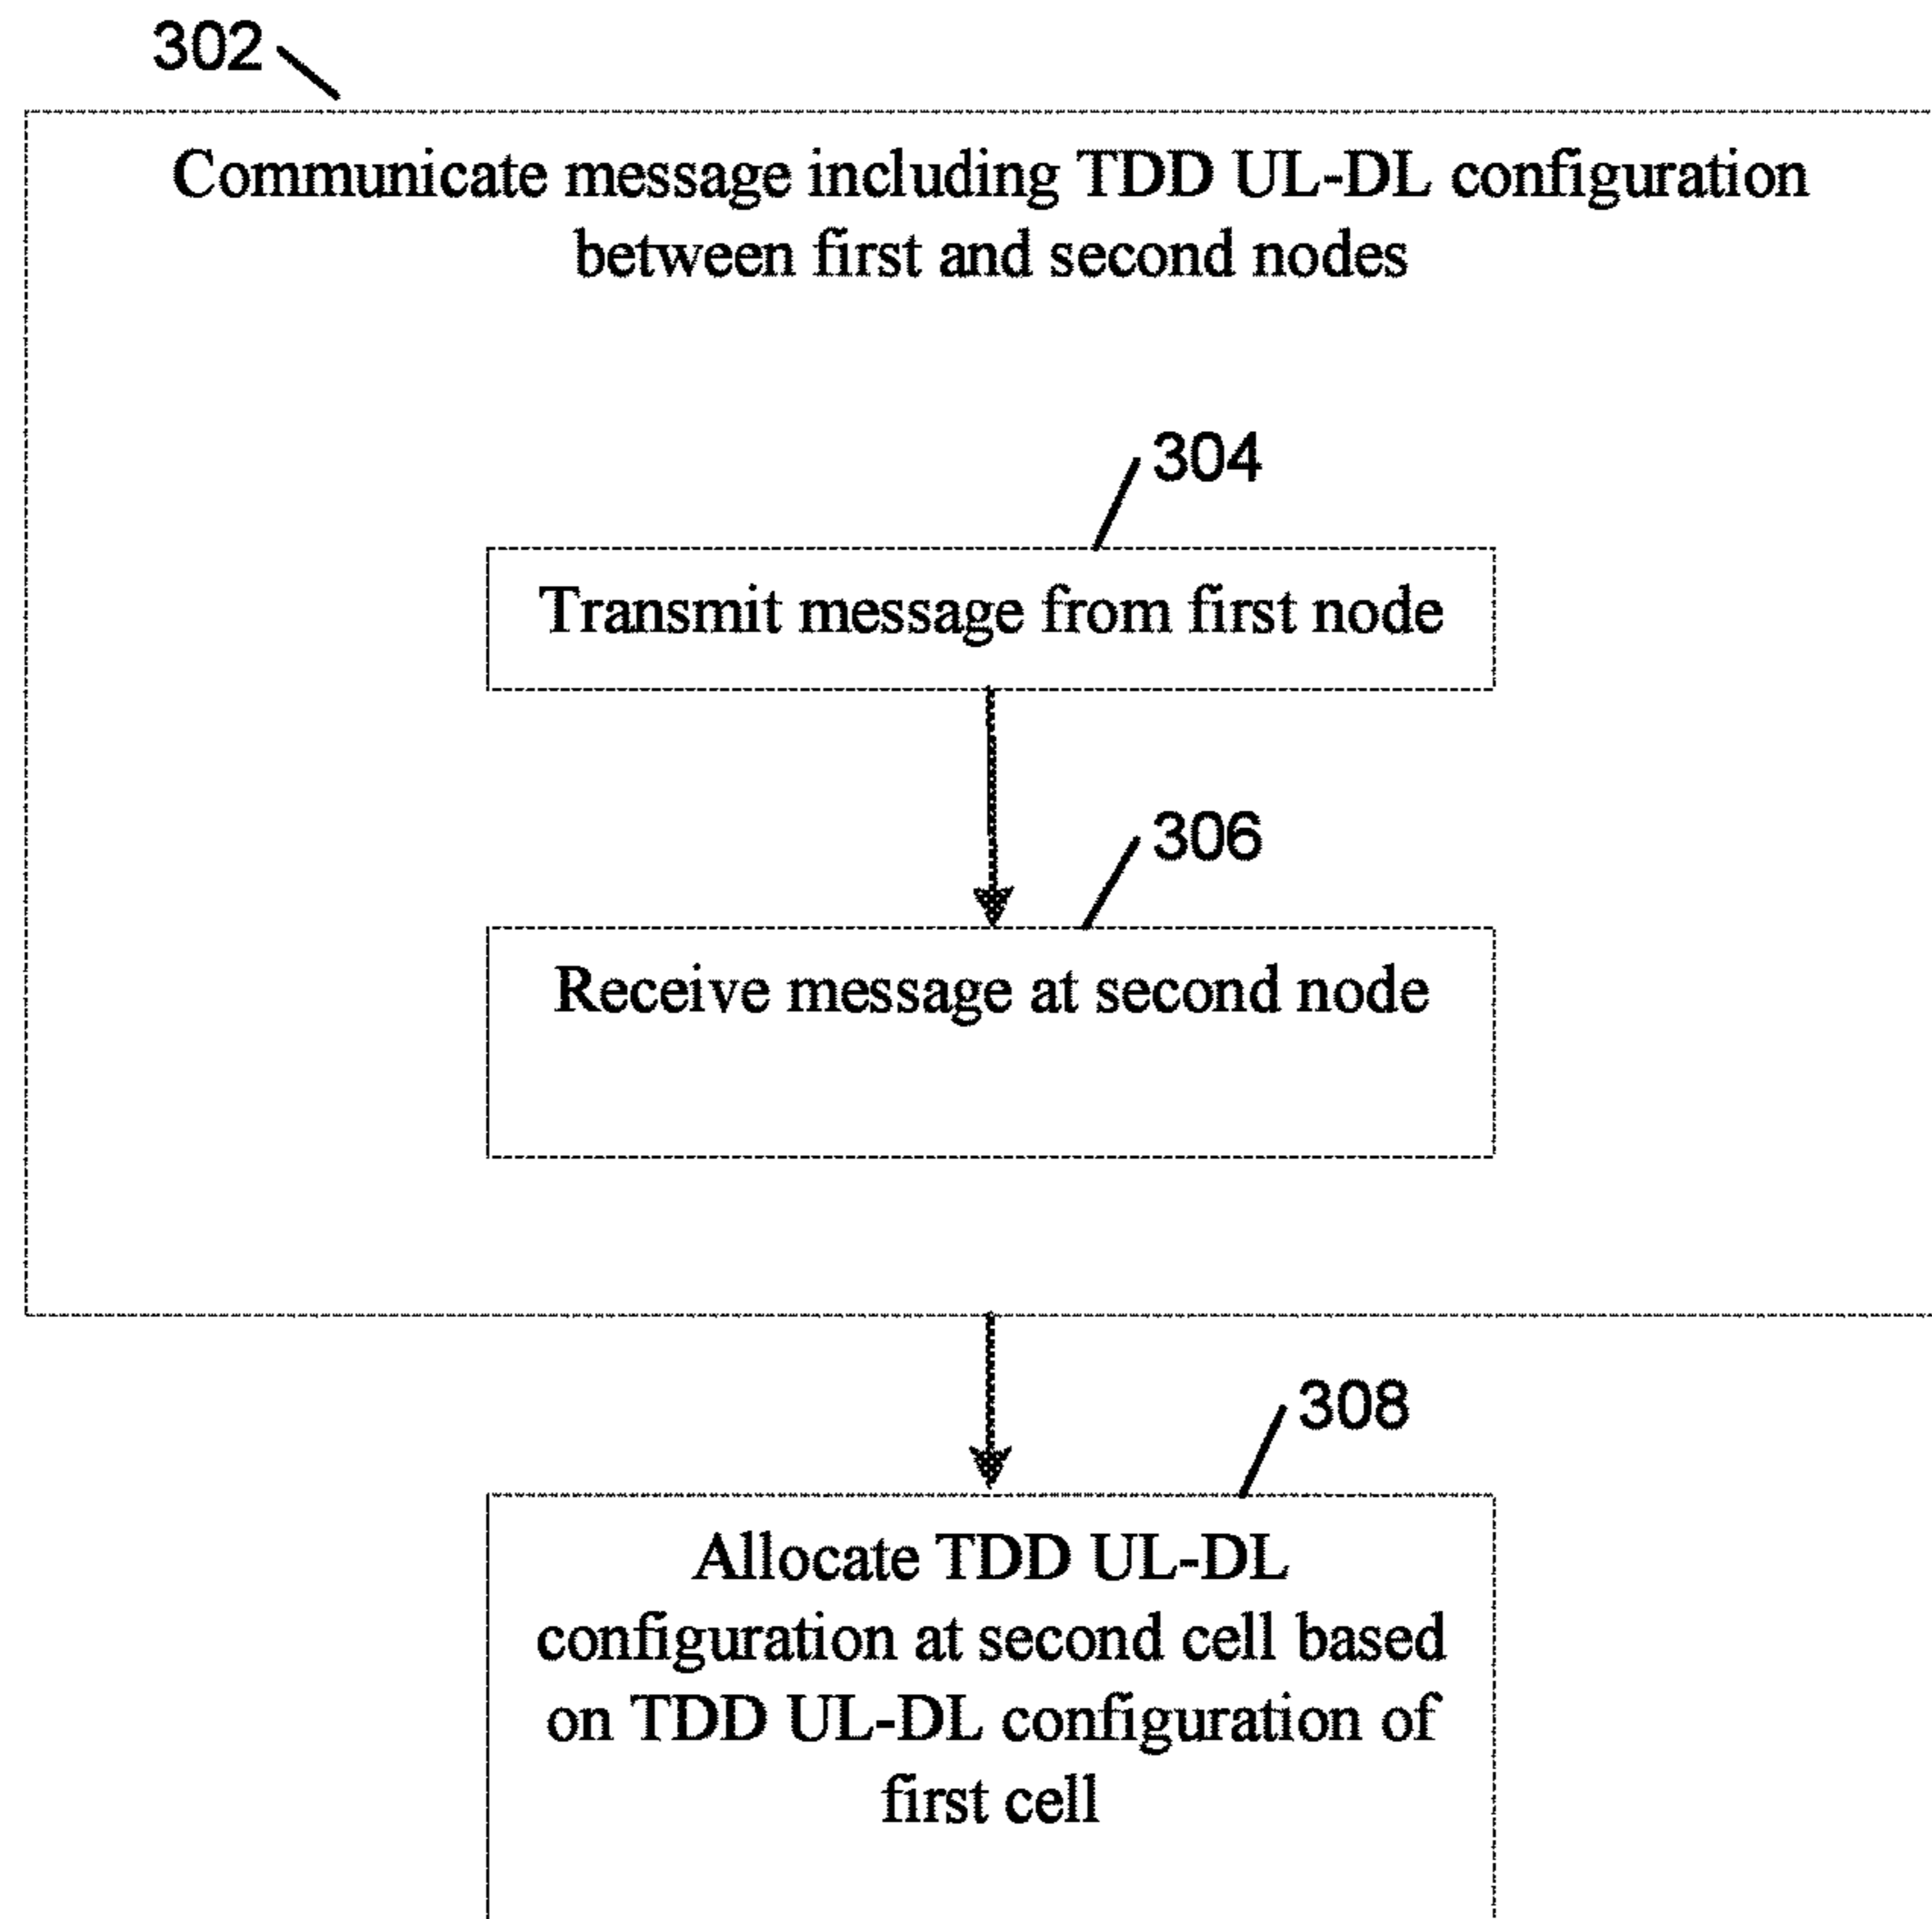 302
Communicate message including TDD UL-DL configuration
between first and second nodes
304
Transmit message from first node
306
Receive message at second node
308
Allocate TDD UL-DL
configuration at second cell based
on TDD UL-DL configuration of
first cell